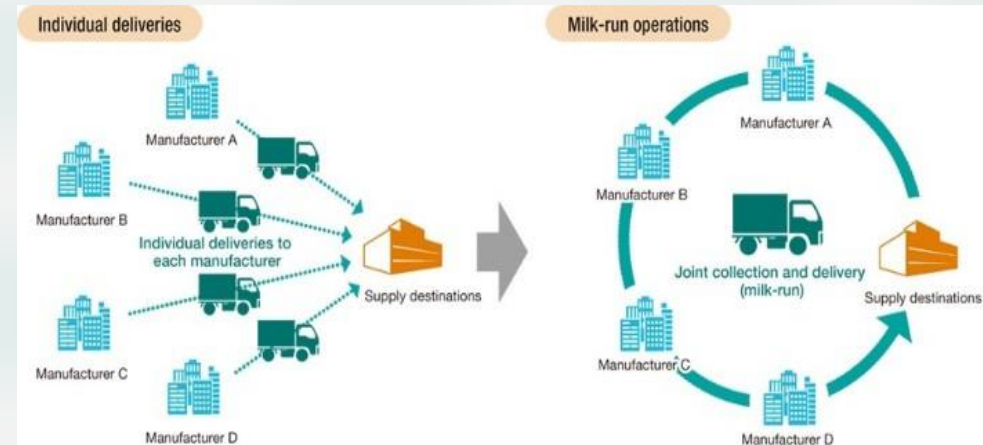 Individual deliveries
Manufacturer A
Manufacturer B
Individual deliveries to
each manufacturer
Supply destinations
Manufacturer C
Manufacturer D
Milk-run operations
Manufacturer A
Manufacturer B
Joint collection and delivery
(milk-run)
Supply destinations
Manufacturer C
Manufacturer D